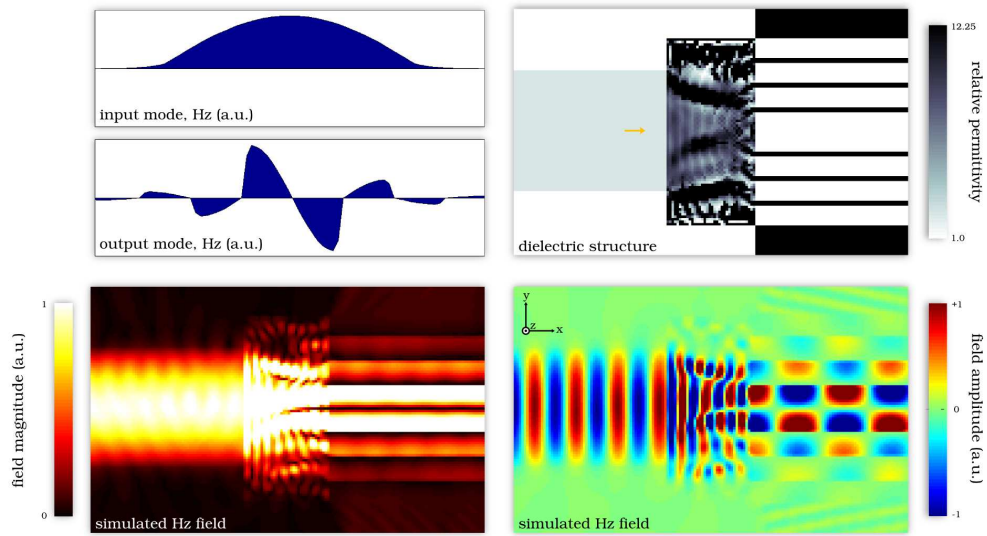 input mode, Hz (a.u.)
output mode, Hz (a.u.)
dielectric structure
12.25
relative permittivity
1.0
field magnitude (a.u.)
1
0
simulated Hz field
y
z
x
simulated Hz field
+1
0
-1
field amplitude (a.u.)